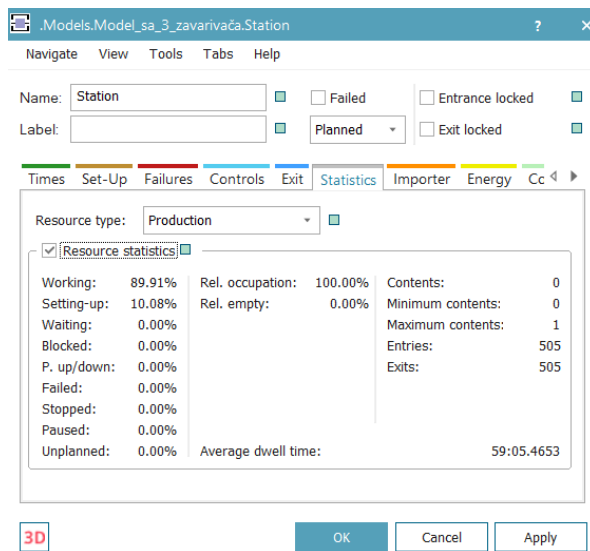 .Models.Model_sa_3_zavarivača.Station ? ×
Navigate View Tools Tabs Help
Name: Station Failed Entrance locked
Label: Planned Exit locked
Times Set-Up Failures Controls Exit Statistics Importer Energy Cc
Resource type: Production
Resource statistics
Working: 89.91% Rel. occupation: 100.00% Contents: 0
Setting-up: 10.08% Rel. empty: 0.00% Minimum contents: 0
Waiting: 0.00% Maximum contents: 1
Blocked: 0.00% Entries: 505
P. up/down: 0.00% Exits: 505
Failed: 0.00%
Stopped: 0.00%
Paused: 0.00%
Unplanned: 0.00% Average dwell time: 59:05.4653
3D OK Cancel Apply